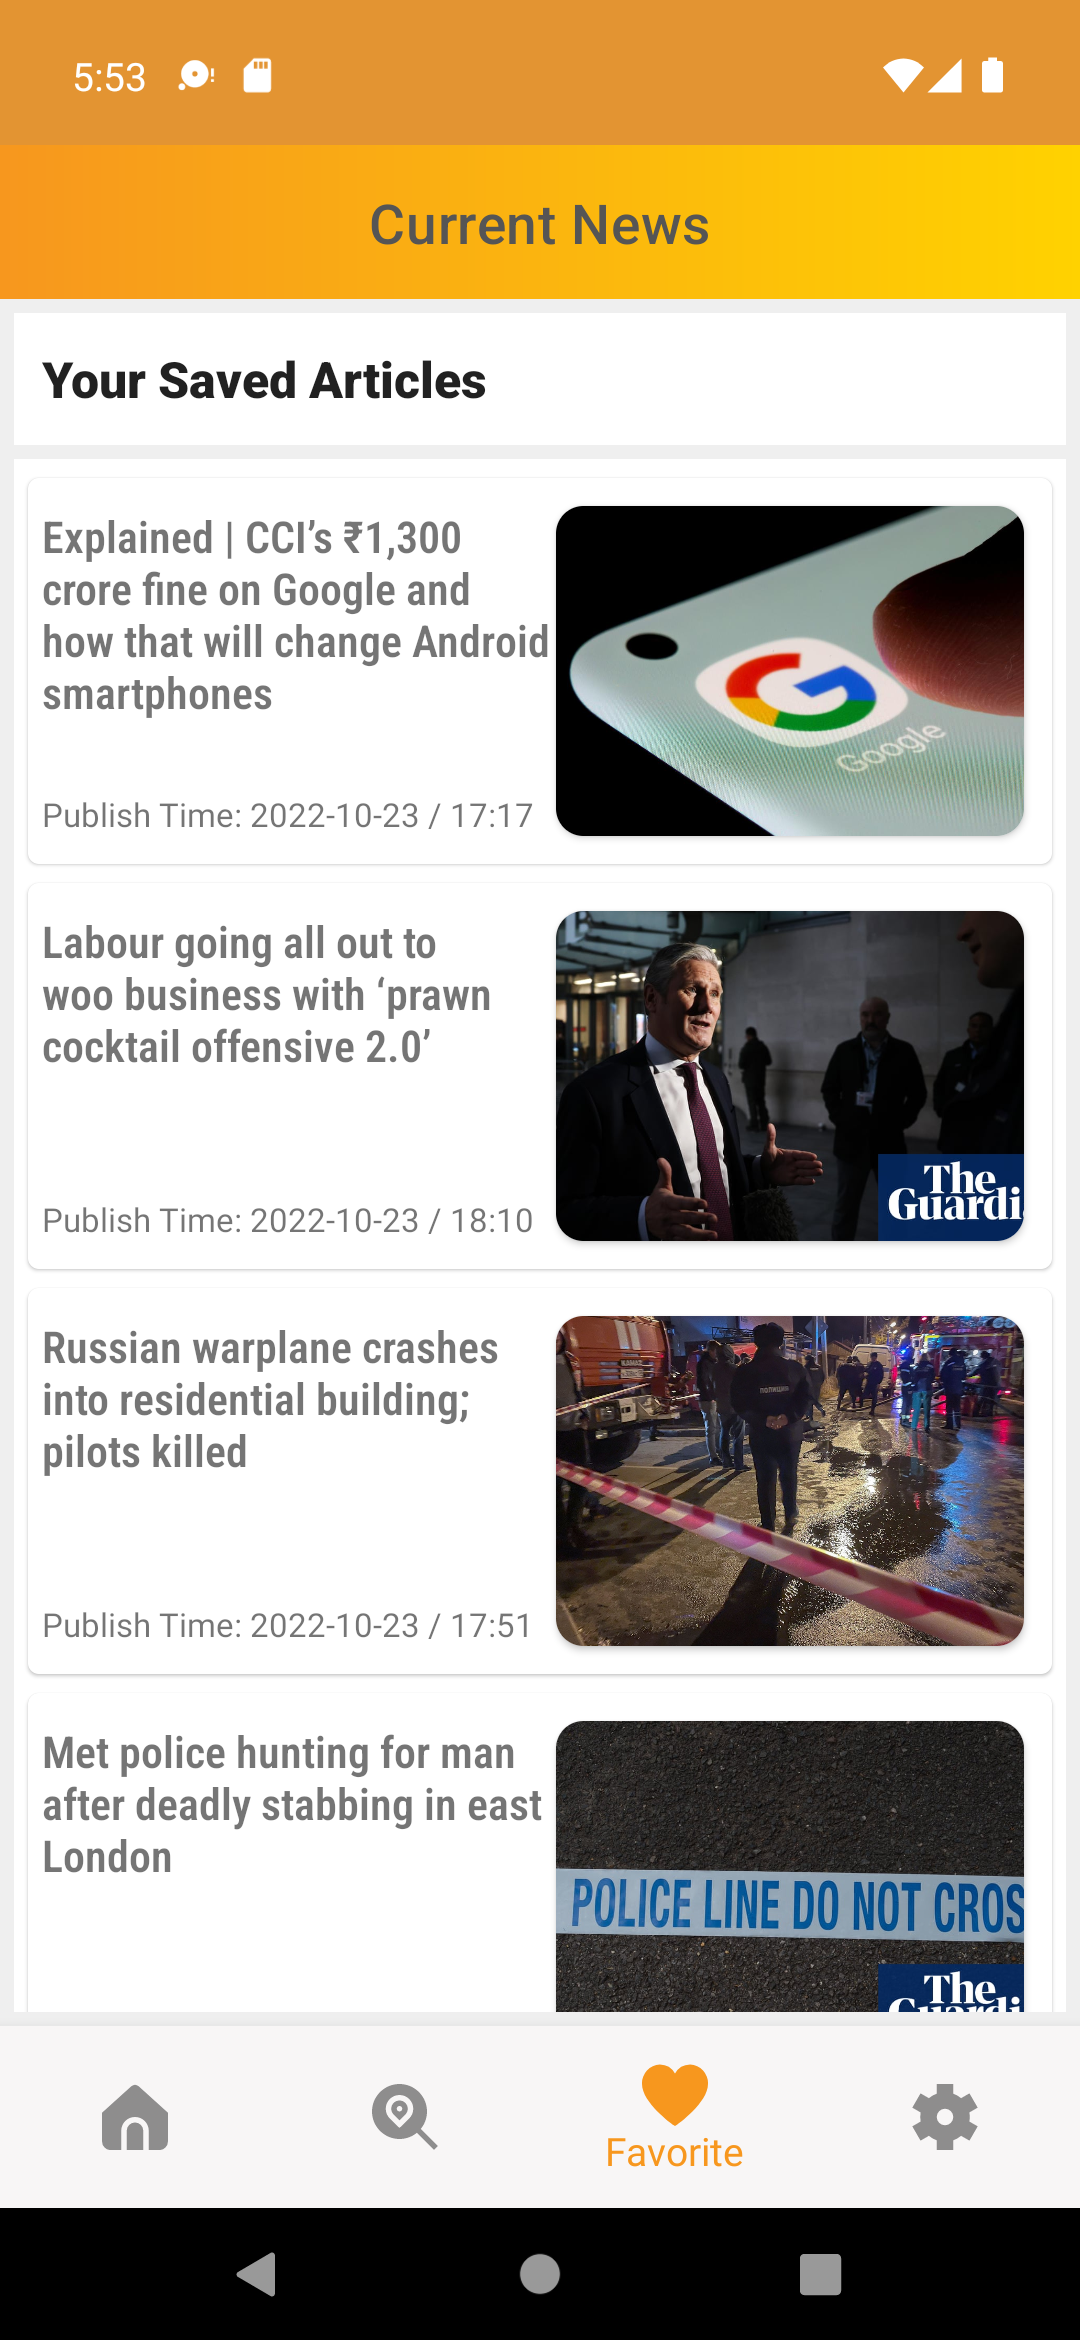 5:53
Current News
Your Saved Articles
Explained | CCI’s ₹1,300
crore fine on Google and
how that will change Android
smartphones
Google
Publish Time: 2022-10-23 / 17:17
Labour going all out to
woo business with ‘prawn
cocktail offensive 2.0’
The
Guardi
Publish Time: 2022-10-23 / 18:10
Russian warplane crashes
into residential building;
pilots killed
полиция
Publish Time: 2022-10-23 / 17:51
Met police hunting for man
after deadly stabbing in east
London
POLICE LINE DO NOT CROS
The
Guardi
Favorite